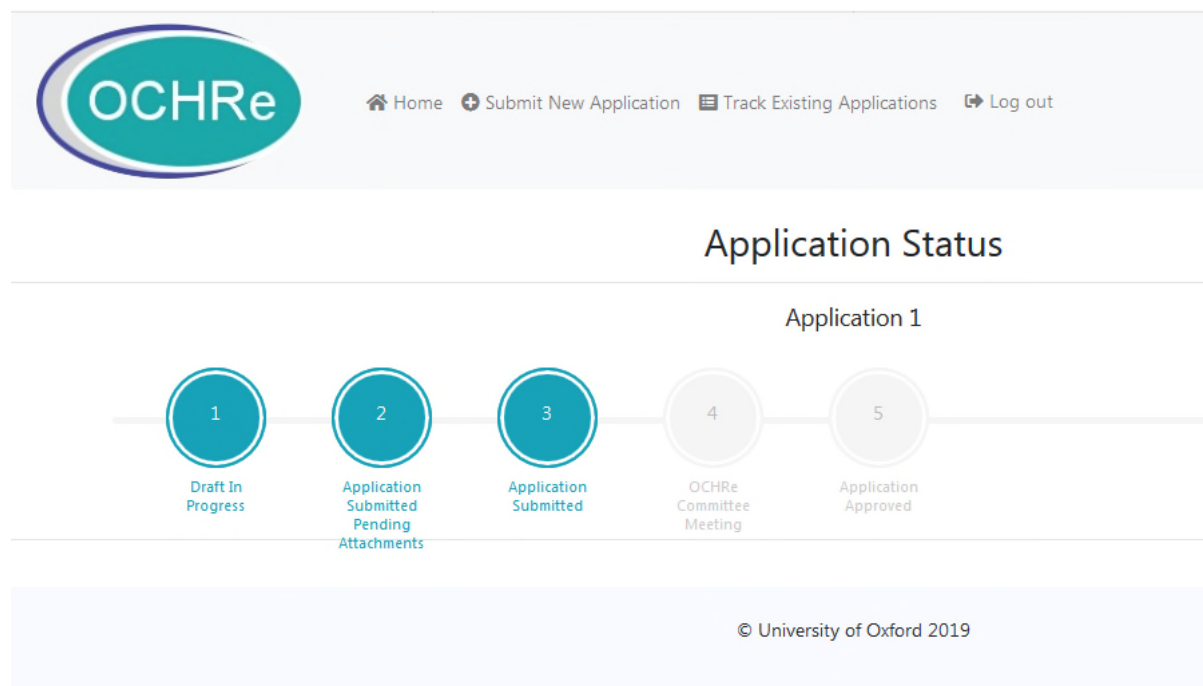 OCHRe
Home Submit New Application Track Existing Applications Log out
Application Status
Application 1
1 2 3 4 5
Draft In
Progress
Application
Submitted
Pending
Attachments
Application
Submitted
OCHRe
Committee
Meeting
Application
Approved
© University of Oxford 2019